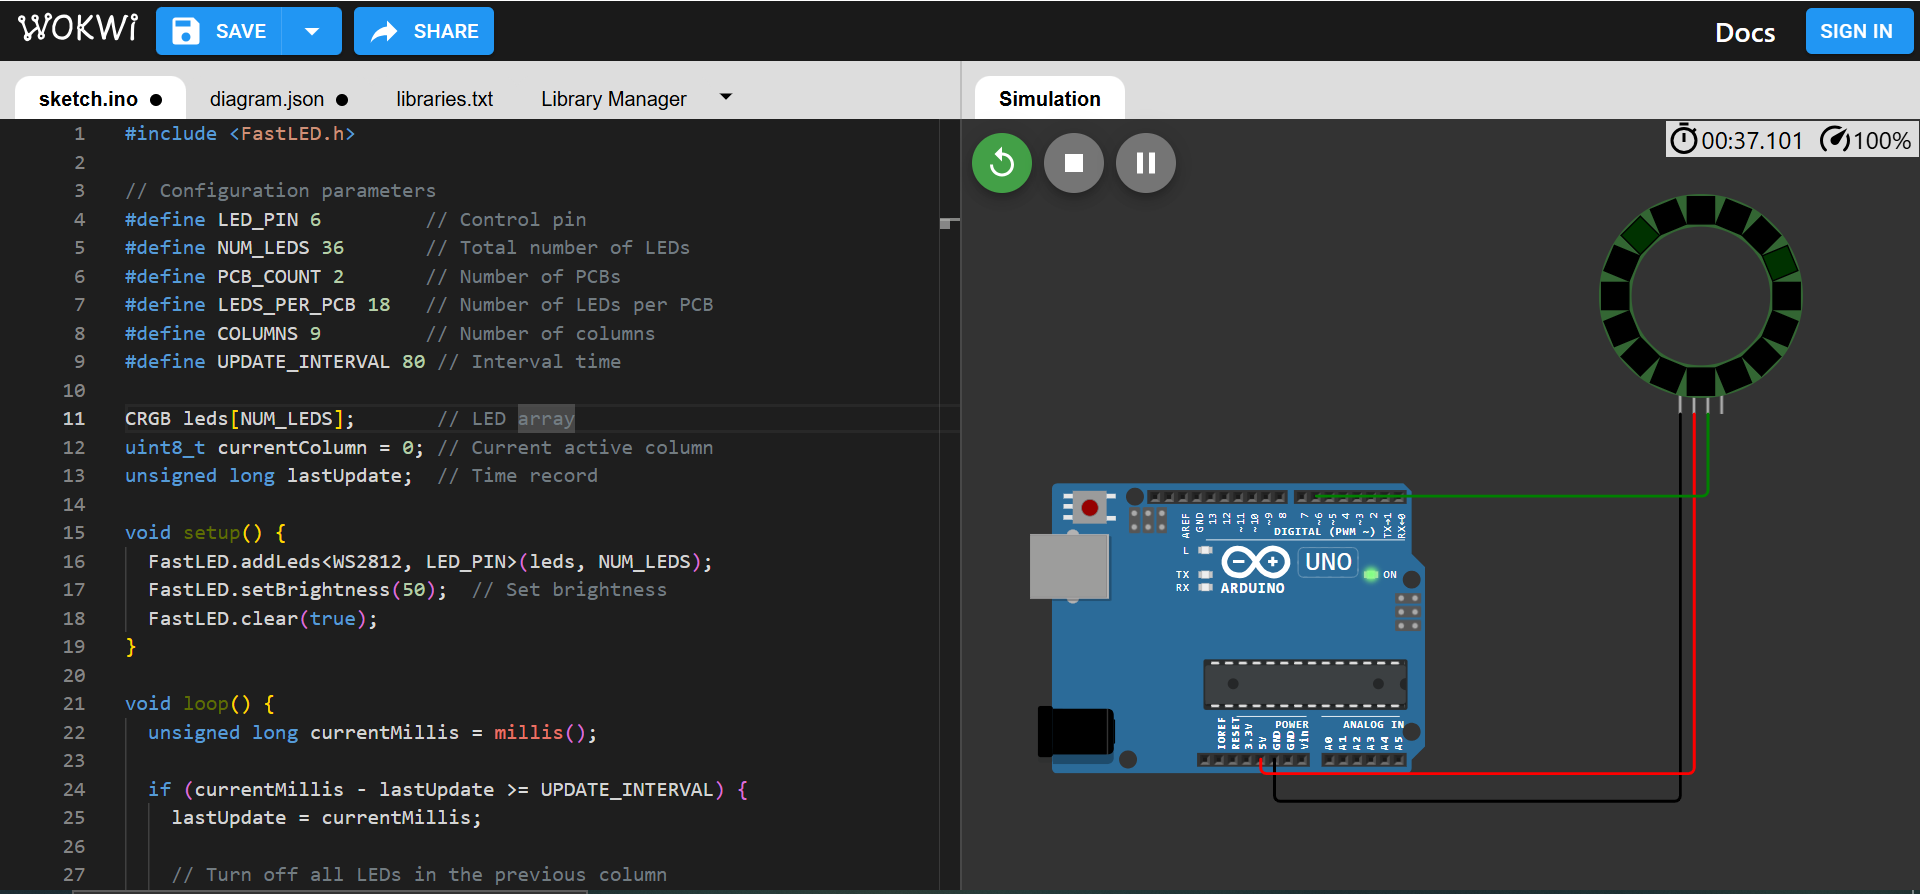 WOKWi SAVE SHARE Docs SIGN IN
sketch.ino ● diagram.json ● libraries.txt Library Manager Simulation
1 #include <FastLED.h>
2
3 // Configuration parameters
4 #define LED_PIN 6 // Control pin
5 #define NUM_LEDS 36 // Total number of LEDs
6 #define PCB_COUNT 2 // Number of PCBs
7 #define LEDS_PER_PCB 18 // Number of LEDs per PCB
8 #define COLUMNS 9 // Number of columns
9 #define UPDATE_INTERVAL 80 // Interval time
10
11 CRGB leds[NUM_LEDS]; // LED array
12 uint8_t currentColumn = 0; // Current active column
13 unsigned long lastUpdate; // Time record
14
15 void setup() {
16 FastLED.addLeds<WS2812, LED_PIN>(leds, NUM_LEDS);
17 FastLED.setBrightness(50); // Set brightness
18 FastLED.clear(true);
19 }
20
21 void loop() {
22 unsigned long currentMillis = millis();
23
24 if (currentMillis - lastUpdate >= UPDATE_INTERVAL) {
25 lastUpdate = currentMillis;
26
27 // Turn off all LEDs in the previous column
00:37.101 100%
AREF GND 13 12 ~11 ~10 ~9 8 7 ~6 ~5 4 ~3 2 TX→1 RX←0
DIGITAL (PWM ~)
L
TX
RX
UNO
ON
ARDUINO
POWER ANALOG IN
IOREF RESET 3.3V 5V GND GND Vin A0 A1 A2 A3 A4 A5